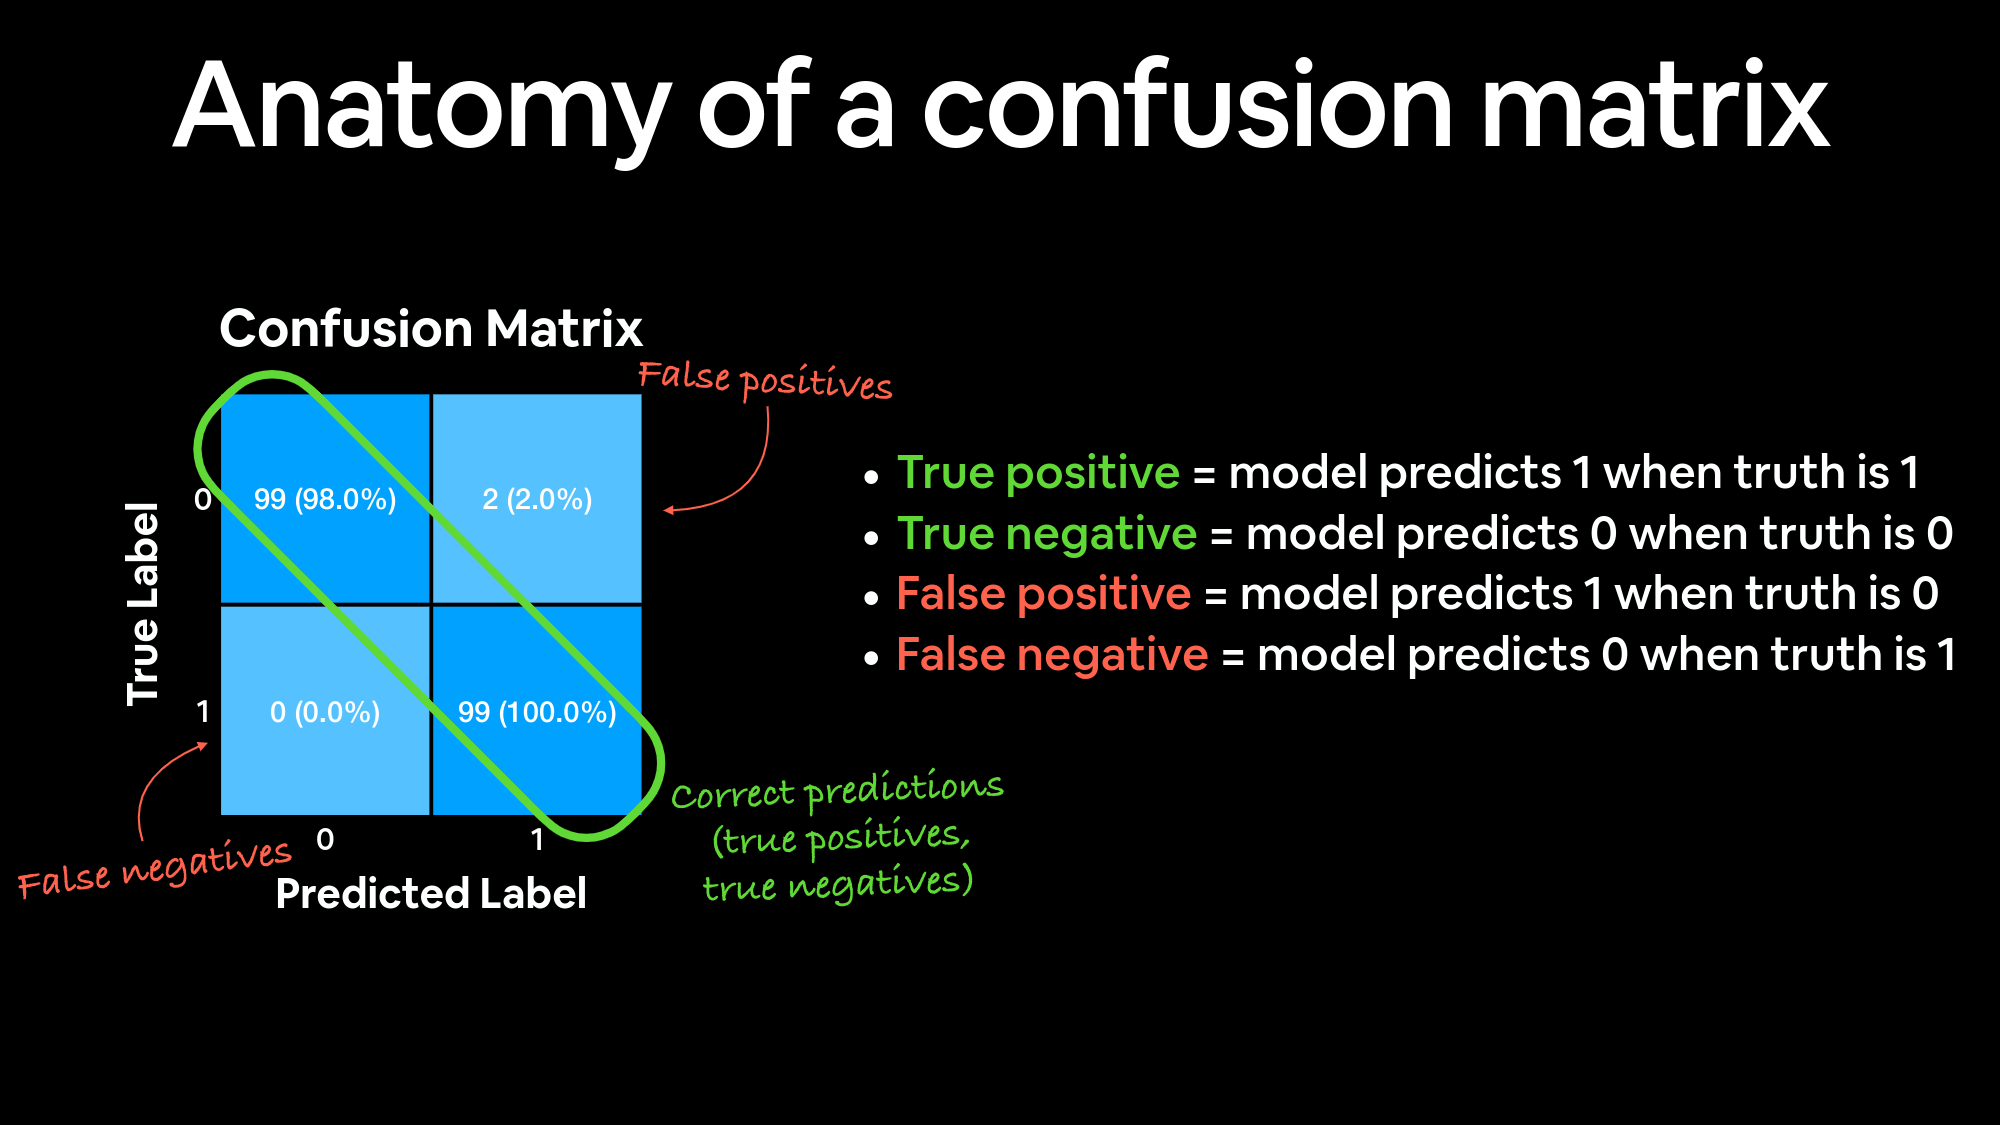 Anatomy of a confusion matrix
Confusion Matrix
False positives
True Label
0
99 (98.0%)
2 (2.0%)
1
0 (0.0%)
99 (100.0%)
0
1
Predicted Label
False negatives
Correct predictions
(true positives,
true negatives)
• True positive = model predicts 1 when truth is 1
• True negative = model predicts 0 when truth is 0
• False positive = model predicts 1 when truth is 0
• False negative = model predicts 0 when truth is 1